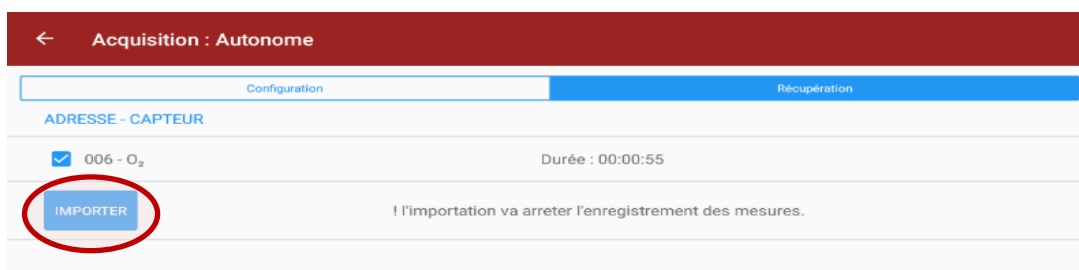 ← Acquisition : Autonome
Configuration Récupération
ADRESSE - CAPTEUR
006 - O₂ Durée : 00:00:55
IMPORTER ! l'importation va arreter l'enregistrement des mesures.